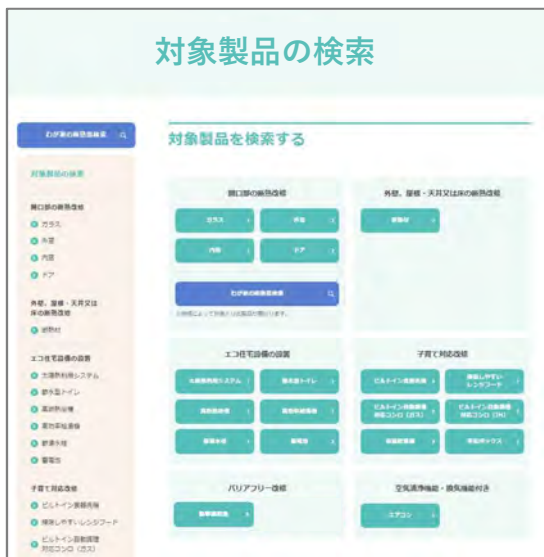 対象製品の検索
わが家の断熱窓検索
対象製品の検索
開口部の断熱改修
ガラス
外窓
内窓
ドア
外壁、屋根・天井又は
床の断熱改修
断熱材
エコ住宅設備の設置
太陽熱利用システム
節水型トイレ
高断熱浴槽
高効率給湯機
節湯水栓
蓄電池
子育て対応改修
ビルトイン食器洗機
掃除しやすいレンジフード
ビルトイン自動調理
対応コンロ（ガス）
対象製品を検索する
開口部の断熱改修
ガラス
外窓
内窓
ドア
わが家の断熱窓検索
外壁、屋根・天井又は床の断熱改修
断熱材
エコ住宅設備の設置
太陽熱利用システム
節水型トイレ
高断熱浴槽
高効率給湯機
節湯水栓
蓄電池
子育て対応改修
ビルトイン食器洗機
掃除しやすい
レンジフード
ビルトイン自動調理
対応コンロ（ガス）
ビルトイン自動調理
対応コンロ（IH）
浴室乾燥機
宅配ボックス
バリアフリー改修
空気清浄機能・換気機能付き
エアコン